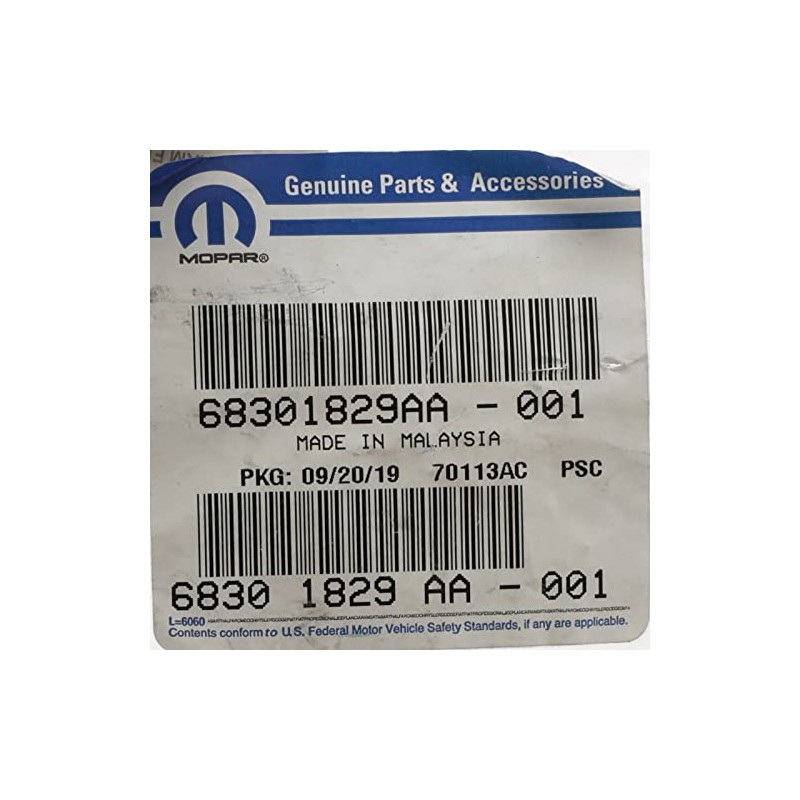 Genuine Parts & Accessories
MOPAR®
68301829AA - 001
MADE IN MALAYSIA
PKG: 09/20/19 70113AC PSC
6830 1829 AA - 001
L=6060
Contents conform to U.S. Federal Motor Vehicle Safety Standards, if any are applicable.